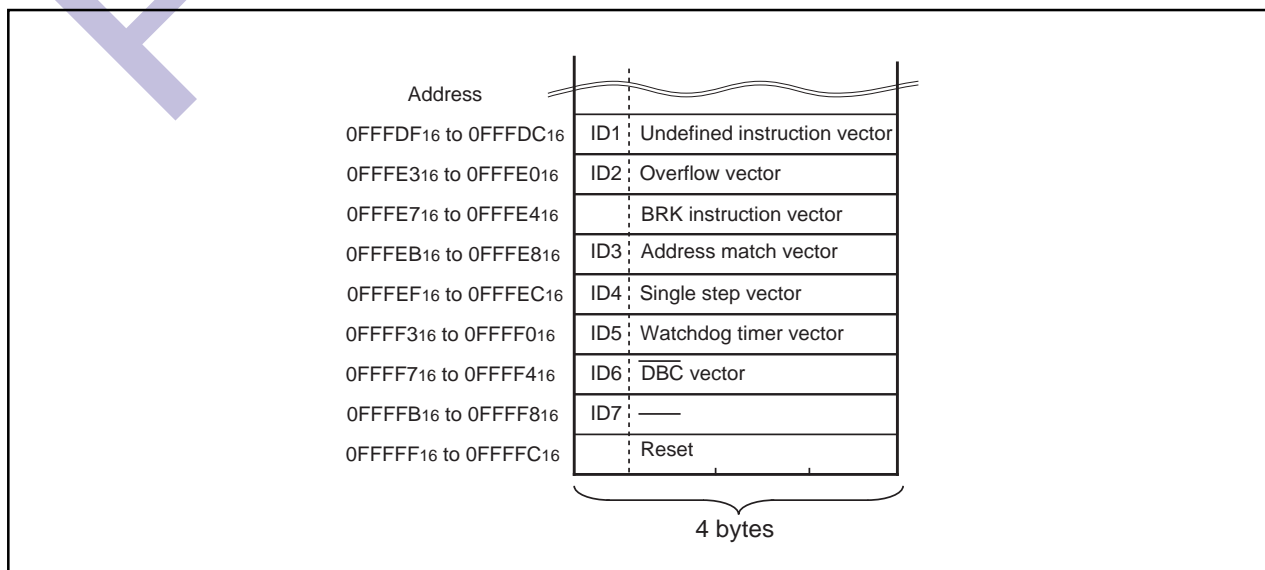 Address
0FFFDF16 to 0FFFDC16 ID1 Undefined instruction vector
0FFFE316 to 0FFFE016 ID2 Overflow vector
0FFFE716 to 0FFFE416 BRK instruction vector
0FFFEB16 to 0FFFE816 ID3 Address match vector
0FFFEF16 to 0FFFEC16 ID4 Single step vector
0FFFF316 to 0FFFF016 ID5 Watchdog timer vector
0FFFF716 to 0FFFF416 ID6 DBC vector
0FFFFB16 to 0FFFF816 ID7 —
0FFFFF16 to 0FFFFC16 Reset
4 bytes